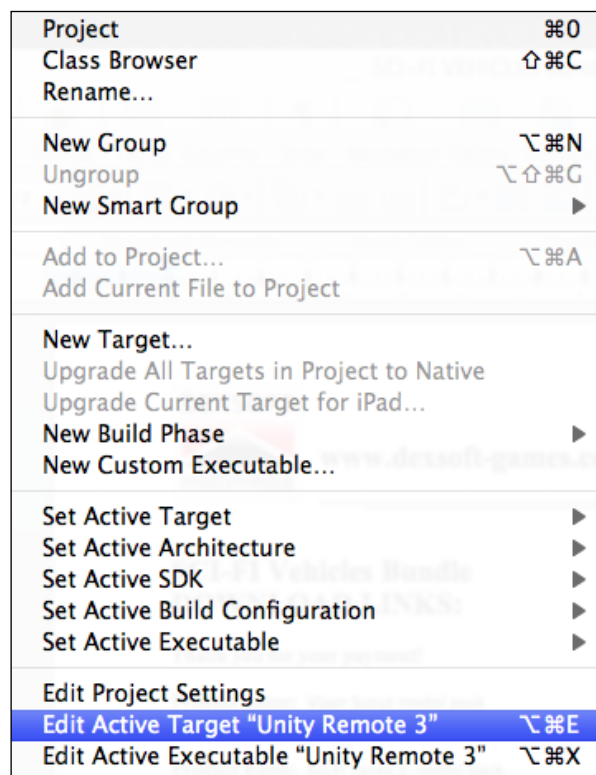 Project ⌘0
Class Browser ⇧⌘C
Rename...
New Group ⌥⌘N
Ungroup ⌥⇧⌘G
New Smart Group ▶
Add to Project... ⌥⌘A
Add Current File to Project
New Target...
Upgrade All Targets in Project to Native
Upgrade Current Target for iPad...
New Build Phase ▶
New Custom Executable...
www.dexsoft-games.c
Set Active Target ▶
Set Active Architecture ▶
Set Active SDK ▶
Set Active Build Configuration ▶
Set Active Executable ▶
Edit Project Settings
Edit Active Target “Unity Remote 3” ⌥⌘E
Edit Active Executable “Unity Remote 3” ⌥⌘X